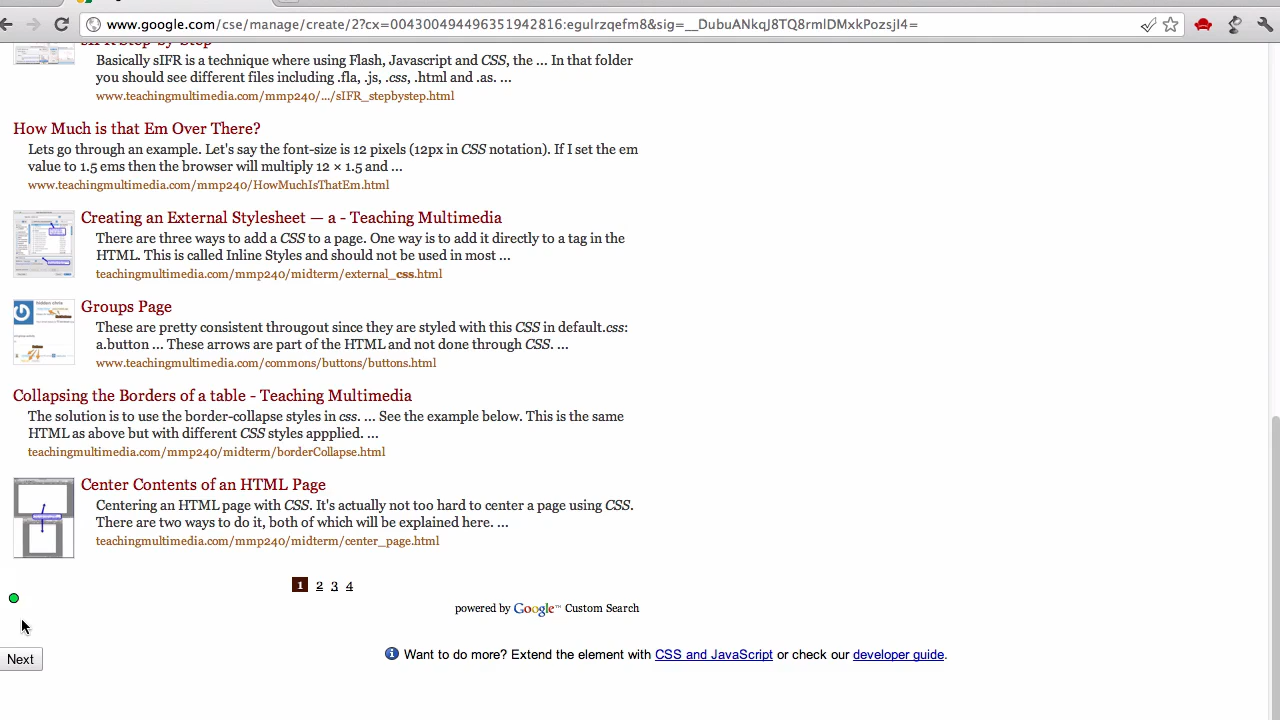 www.google.com/cse/manage/create/2?cx=004300494496351942816:egulrzqefm8&sig=__DubuANkgJ8TQ8rmlDMxkPozsjI4=
sIFR Step by Step
Basically sIFR is a technique where using Flash, Javascript and CSS, the ... In that folder
you should see different files including .fla, .js, .css, .html and .as. ...
www.teachingmultimedia.com/mmp240/.../sIFR_stepbystep.html
How Much is that Em Over There?
Lets go through an example. Let's say the font-size is 12 pixels (12px in CSS notation). If I set the em
value to 1.5 ems then the browser will multiply 12 × 1.5 and ...
www.teachingmultimedia.com/mmp240/HowMuchIsThatEm.html
Creating an External Stylesheet — a - Teaching Multimedia
There are three ways to add a CSS to a page. One way is to add it directly to a tag in the
HTML. This is called Inline Styles and should not be used in most ...
teachingmultimedia.com/mmp240/midterm/external_css.html
Groups Page
These are pretty consistent througout since they are styled with this CSS in default.css:
a.button ... These arrows are part of the HTML and not done through CSS. ...
www.teachingmultimedia.com/commons/buttons/buttons.html
Collapsing the Borders of a table - Teaching Multimedia
The solution is to use the border-collapse styles in css. ... See the example below. This is the same
HTML as above but with different CSS styles appplied. ...
teachingmultimedia.com/mmp240/midterm/borderCollapse.html
Center Contents of an HTML Page
Centering an HTML page with CSS. It's actually not too hard to center a page using CSS.
There are two ways to do it, both of which will be explained here. ...
teachingmultimedia.com/mmp240/midterm/center_page.html
1 2 3 4
powered by Google™ Custom Search
Want to do more? Extend the element with CSS and JavaScript or check our developer guide.
Next